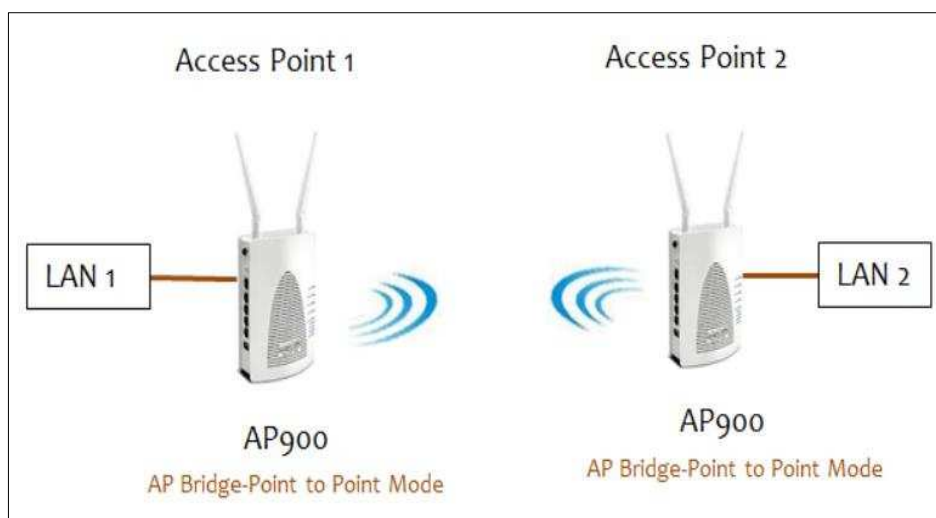 Access Point 1
Access Point 2
LAN 1
LAN 2
AP900
AP900
AP Bridge-Point to Point Mode
AP Bridge-Point to Point Mode